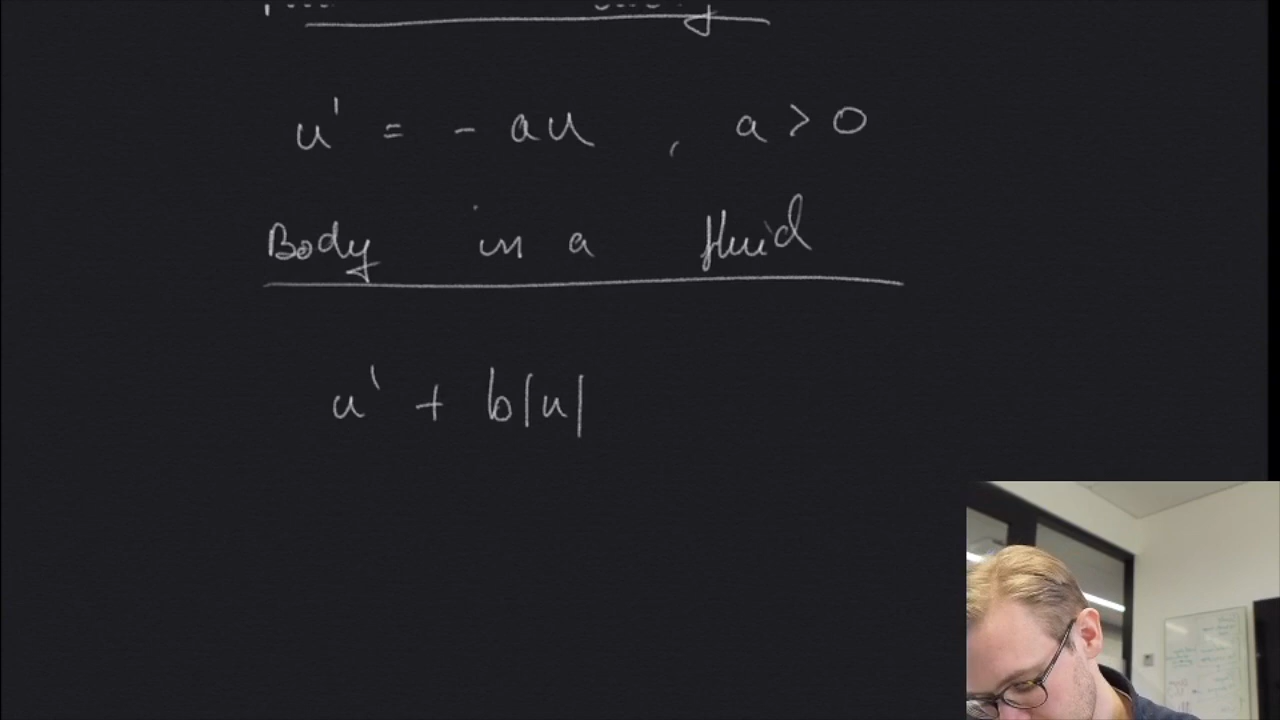 u' = - au , a > 0
Body in a fluid
u' + b|u|